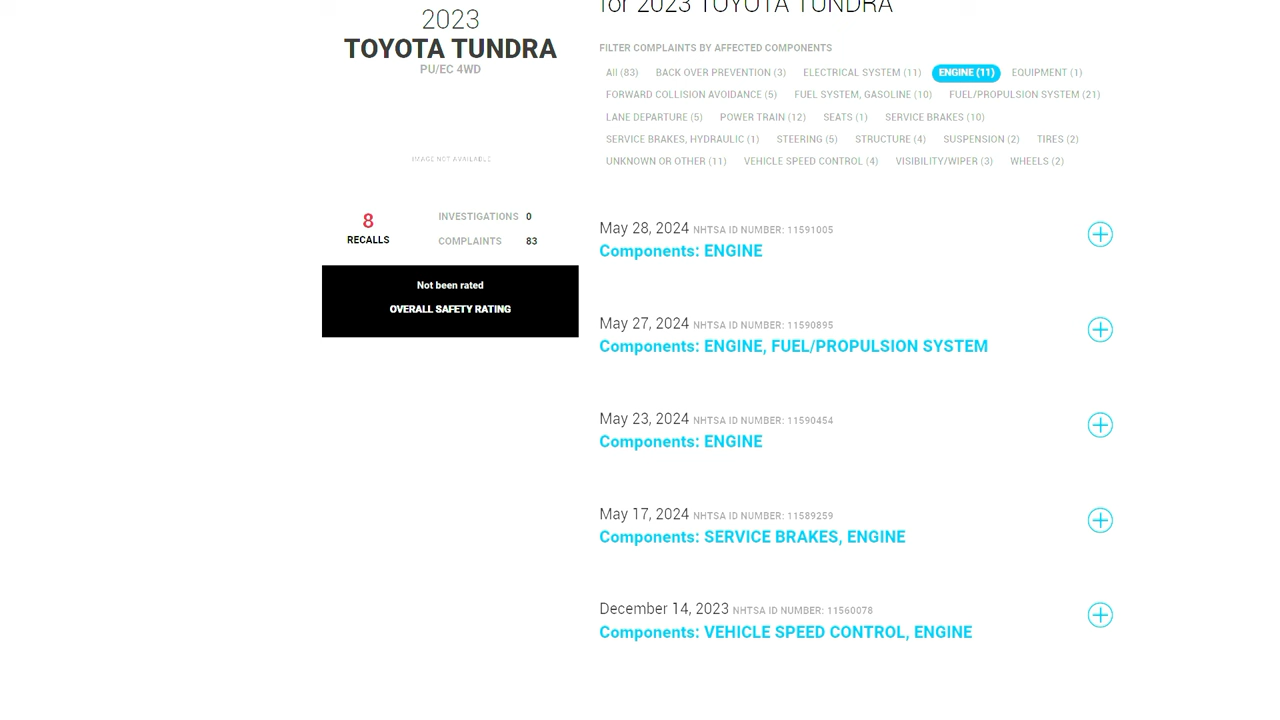 2023
TOYOTA TUNDRA
PU/EC 4WD
IMAGE NOT AVAILABLE
8
RECALLS
INVESTIGATIONS 0
COMPLAINTS 83
Not been rated
OVERALL SAFETY RATING
for 2023 TOYOTA TUNDRA
FILTER COMPLAINTS BY AFFECTED COMPONENTS
All (83) BACK OVER PREVENTION (3) ELECTRICAL SYSTEM (11) ENGINE (11) EQUIPMENT (1)
FORWARD COLLISION AVOIDANCE (5) FUEL SYSTEM, GASOLINE (10) FUEL/PROPULSION SYSTEM (21)
LANE DEPARTURE (5) POWER TRAIN (12) SEATS (1) SERVICE BRAKES (10)
SERVICE BRAKES, HYDRAULIC (1) STEERING (5) STRUCTURE (4) SUSPENSION (2) TIRES (2)
UNKNOWN OR OTHER (11) VEHICLE SPEED CONTROL (4) VISIBILITY/WIPER (3) WHEELS (2)
May 28, 2024 NHTSA ID NUMBER: 11591005
Components: ENGINE
May 27, 2024 NHTSA ID NUMBER: 11590895
Components: ENGINE, FUEL/PROPULSION SYSTEM
May 23, 2024 NHTSA ID NUMBER: 11590454
Components: ENGINE
May 17, 2024 NHTSA ID NUMBER: 11589259
Components: SERVICE BRAKES, ENGINE
December 14, 2023 NHTSA ID NUMBER: 11560078
Components: VEHICLE SPEED CONTROL, ENGINE